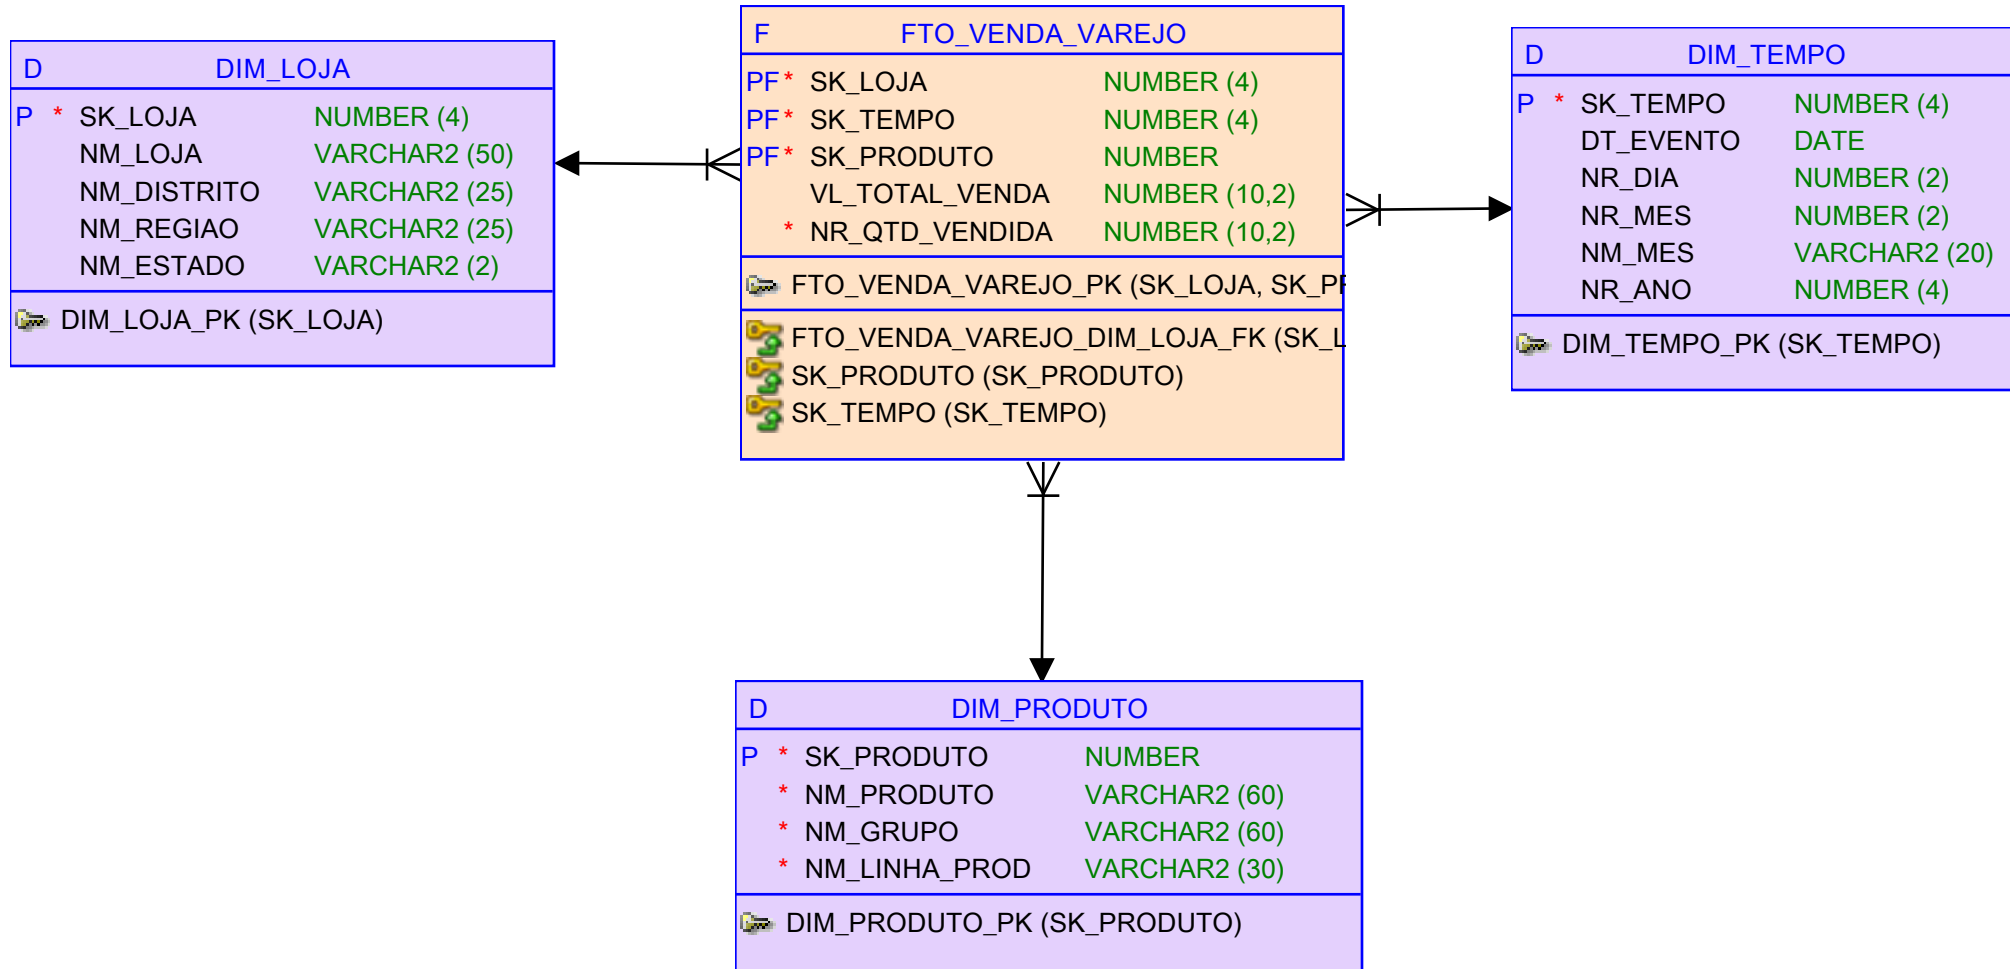 D DIM_LOJA
P * SK_LOJA NUMBER (4)
NM_LOJA VARCHAR2 (50)
NM_DISTRITO VARCHAR2 (25)
NM_REGIAO VARCHAR2 (25)
NM_ESTADO VARCHAR2 (2)
DIM_LOJA_PK (SK_LOJA)
F FTO_VENDA_VAREJO
PF * SK_LOJA NUMBER (4)
PF * SK_TEMPO NUMBER (4)
PF * SK_PRODUTO NUMBER
VL_TOTAL_VENDA NUMBER (10,2)
* NR_QTD_VENDIDA NUMBER (10,2)
FTO_VENDA_VAREJO_PK (SK_LOJA, SK_PR
FTO_VENDA_VAREJO_DIM_LOJA_FK (SK_L
SK_PRODUTO (SK_PRODUTO)
SK_TEMPO (SK_TEMPO)
D DIM_TEMPO
P * SK_TEMPO NUMBER (4)
DT_EVENTO DATE
NR_DIA NUMBER (2)
NR_MES NUMBER (2)
NM_MES VARCHAR2 (20)
NR_ANO NUMBER (4)
DIM_TEMPO_PK (SK_TEMPO)
D DIM_PRODUTO
P * SK_PRODUTO NUMBER
* NM_PRODUTO VARCHAR2 (60)
* NM_GRUPO VARCHAR2 (60)
* NM_LINHA_PROD VARCHAR2 (30)
DIM_PRODUTO_PK (SK_PRODUTO)